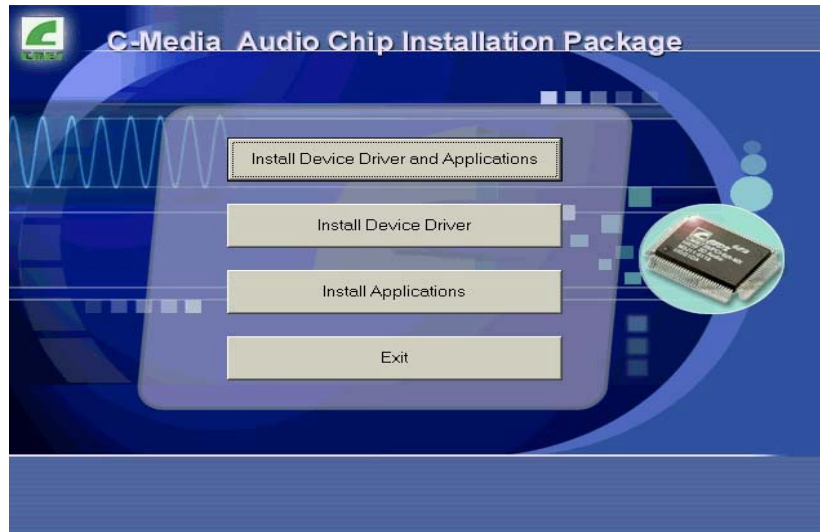 C-Media Audio Chip Installation Package
Install Device Driver and Applications
Install Device Driver
Install Applications
Exit